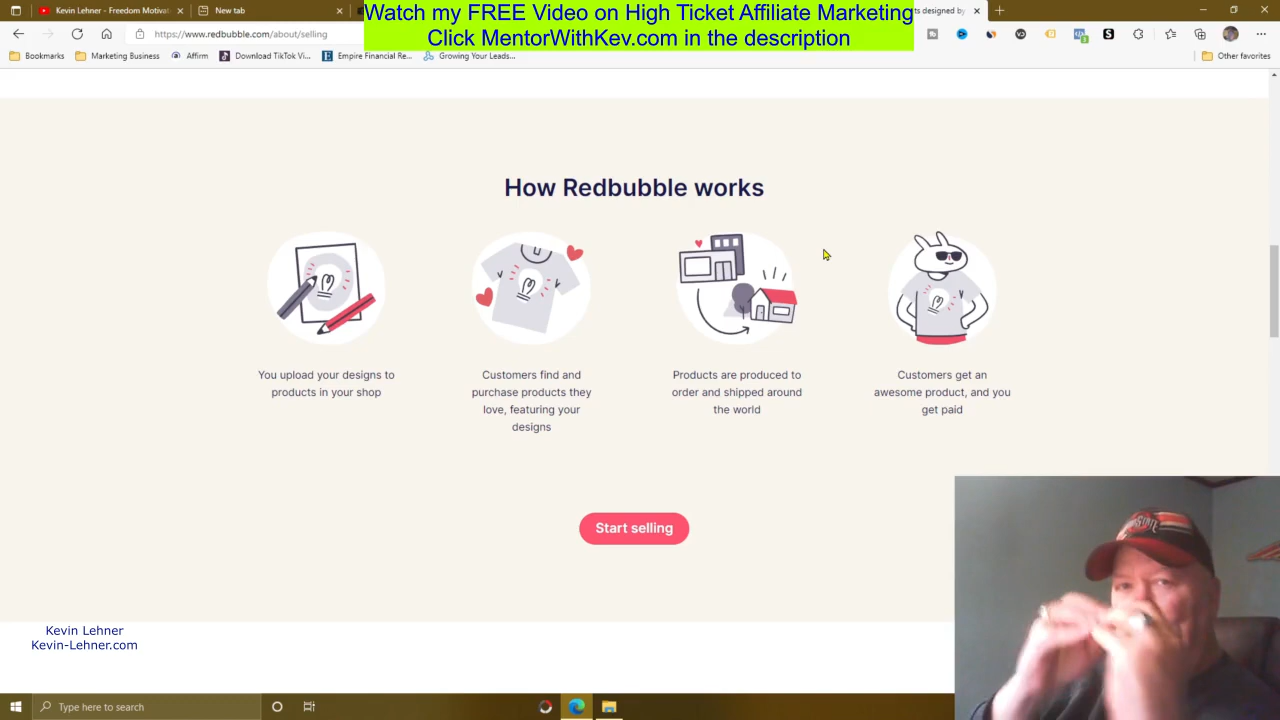 Kevin Lehner - Freedom Motivat
New tab
Watch my FREE Video on High Ticket Affiliate Marketing
ts designed by
https://www.redbubble.com/about/selling
Click MentorWithKev.com in the description
Bookmarks
Marketing Business
Affirm
Download TikTok Vi...
Empire Financial Re...
Growing Your Leads...
Other favorites
How Redbubble works
You upload your designs to
products in your shop
Customers find and
purchase products they
love, featuring your
designs
Products are produced to
order and shipped around
the world
Customers get an
awesome product, and you
get paid
Start selling
Kevin Lehner
Kevin-Lehner.com
Type here to search